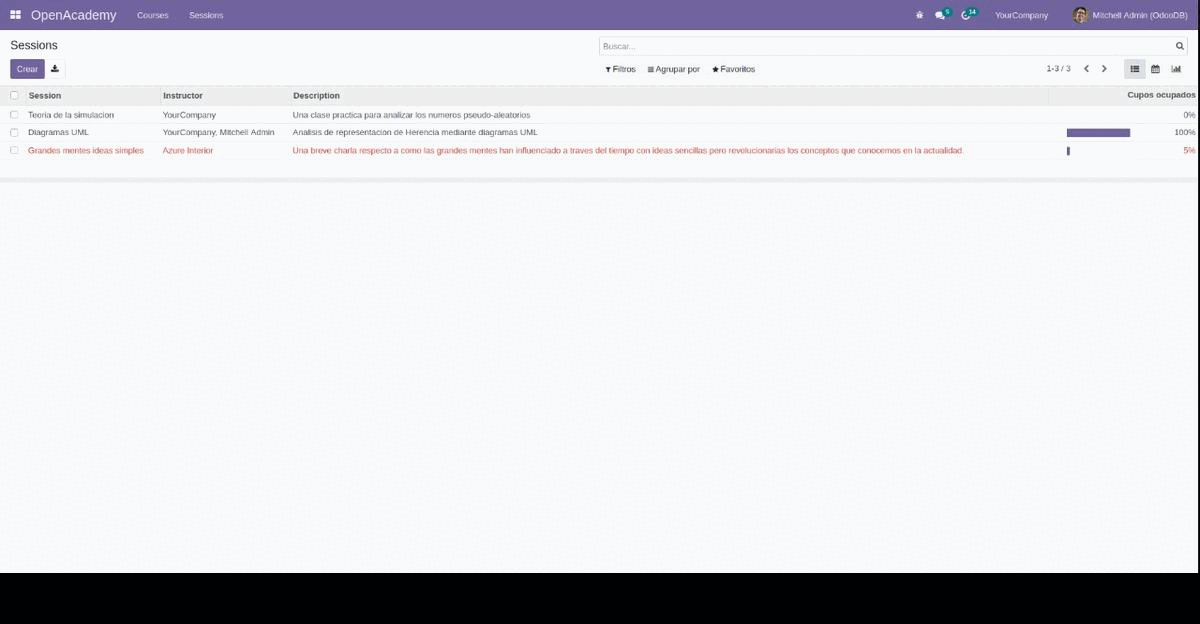 OpenAcademy Courses Sessions 5 14 YourCompany Mitchell Admin (OdooDB)
Sessions Buscar...
Crear Filtros Agrupar por Favoritos 1-3 / 3
Session Instructor Description Cupos ocupados
Teoria de la simulacion YourCompany Una clase practica para analizar los numeros pseudo-aleatorios 0%
Diagramas UML YourCompany, Mitchell Admin Analisis de representacion de Herencia mediante diagramas UML 100%
Grandes mentes ideas simples Azure Interior Una breve charla respecto a como las grandes mentes han influenciado a traves del tiempo con ideas sencillas pero revolucionarias los conceptos que conocemos en la actualidad. 5%